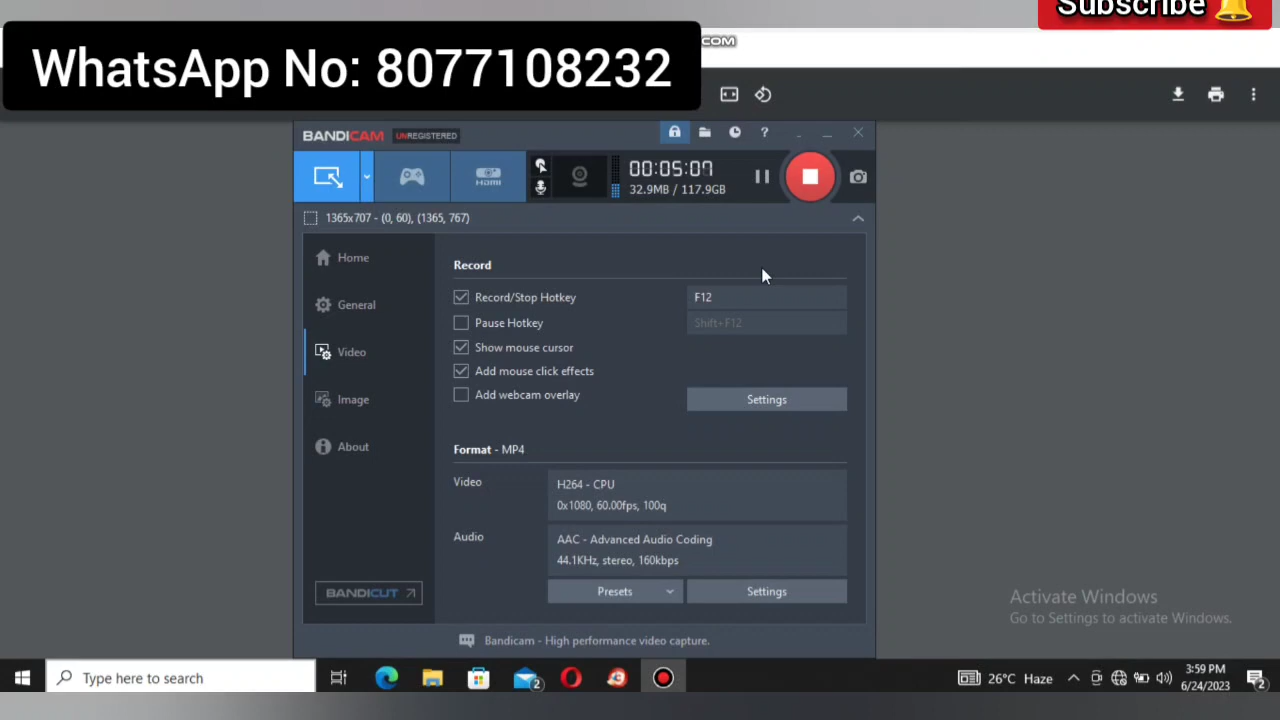 Subscribe
WhatsApp No: 8077108232
COM
BANDICAM UNREGISTERED
?
HDMI
00:05:07
32.9MB / 117.9GB
1365x707 - (0, 60), (1365, 767)
Home
General
Video
Image
About
BANDICUT
Record
Record/Stop Hotkey F12
Pause Hotkey Shift+F12
Show mouse cursor
Add mouse click effects
Add webcam overlay Settings
Format - MP4
Video H264 - CPU
0x1080, 60.00fps, 100q
Audio AAC - Advanced Audio Coding
44.1KHz, stereo, 160kbps
Presets Settings
Bandicam - High performance video capture.
Activate Windows
Go to Settings to activate Windows.
Type here to search
2
26°C Haze
3:59 PM
6/24/2023
2